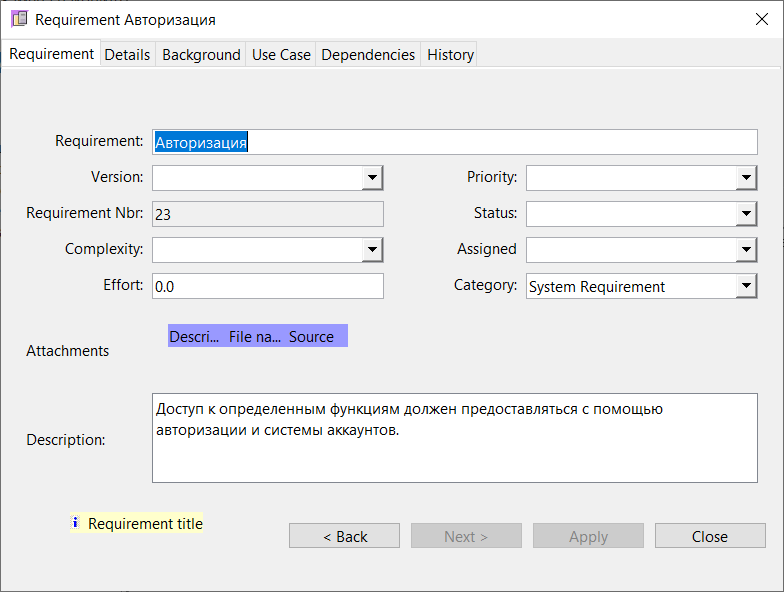 Requirement Авторизация
Requirement Details Background Use Case Dependencies History
Requirement: Авторизация
Version: Priority:
Requirement Nbr: 23 Status:
Complexity: Assigned
Effort: 0.0 Category: System Requirement
Descri... File na... Source
Attachments
Доступ к определенным функциям должен предоставляться с помощью
авторизации и системы аккаунтов.
Description:
Requirement title
< Back Next > Apply Close